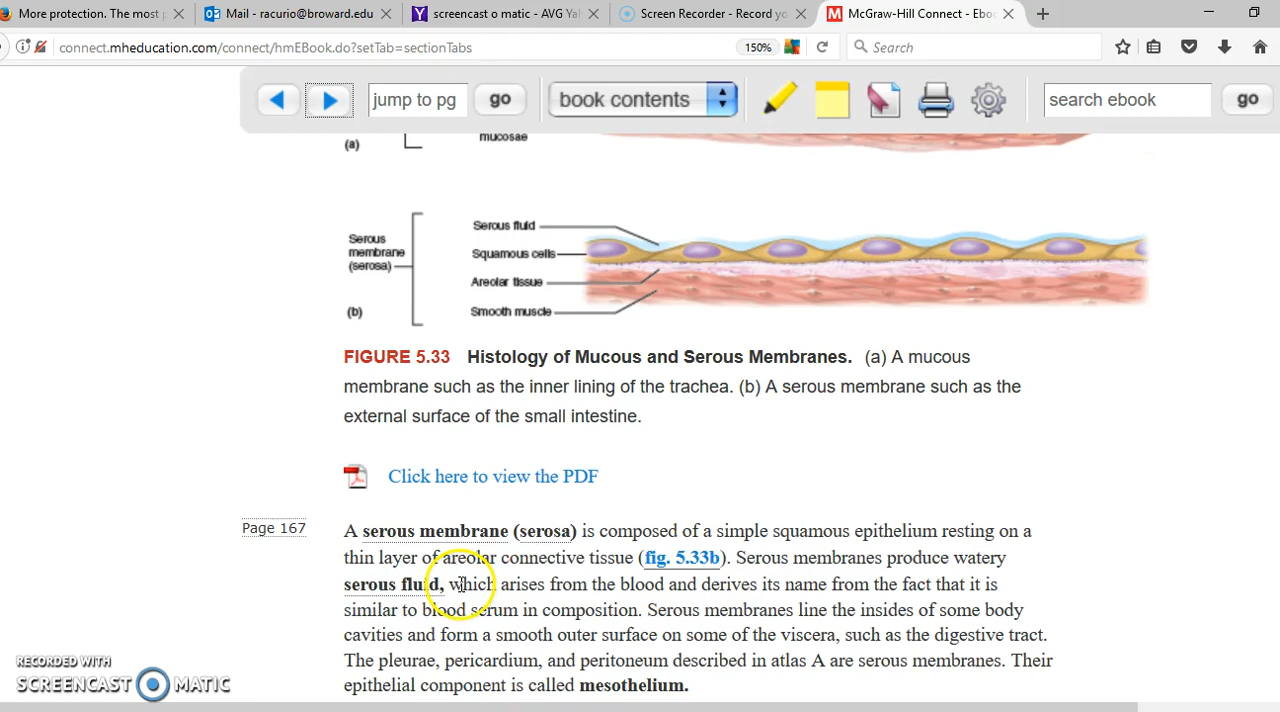 More protection. The most p
Mail - racurio@broward.edu
screencast o matic - AVG Yah
Screen Recorder - Record yo
McGraw-Hill Connect - Eboo
connect.mheducation.com/connect/hmEBook.do?setTab=sectionTabs
150%
Search
jump to pg
go
book contents
search ebook
go
mucosae
(a)
Serous fluid
Serous
membrane
(serosa)
Squamous cells
Areolar tissue
(b)
Smooth muscle
FIGURE 5.33 Histology of Mucous and Serous Membranes. (a) A mucous
membrane such as the inner lining of the trachea. (b) A serous membrane such as the
external surface of the small intestine.
Click here to view the PDF
Page 167
A serous membrane (serosa) is composed of a simple squamous epithelium resting on a
thin layer of areolar connective tissue (fig. 5.33b). Serous membranes produce watery
serous fluid, which arises from the blood and derives its name from the fact that it is
similar to blood serum in composition. Serous membranes line the insides of some body
cavities and form a smooth outer surface on some of the viscera, such as the digestive tract.
The pleurae, pericardium, and peritoneum described in atlas A are serous membranes. Their
epithelial component is called mesothelium.
RECORDED WITH
SCREENCAST MATIC